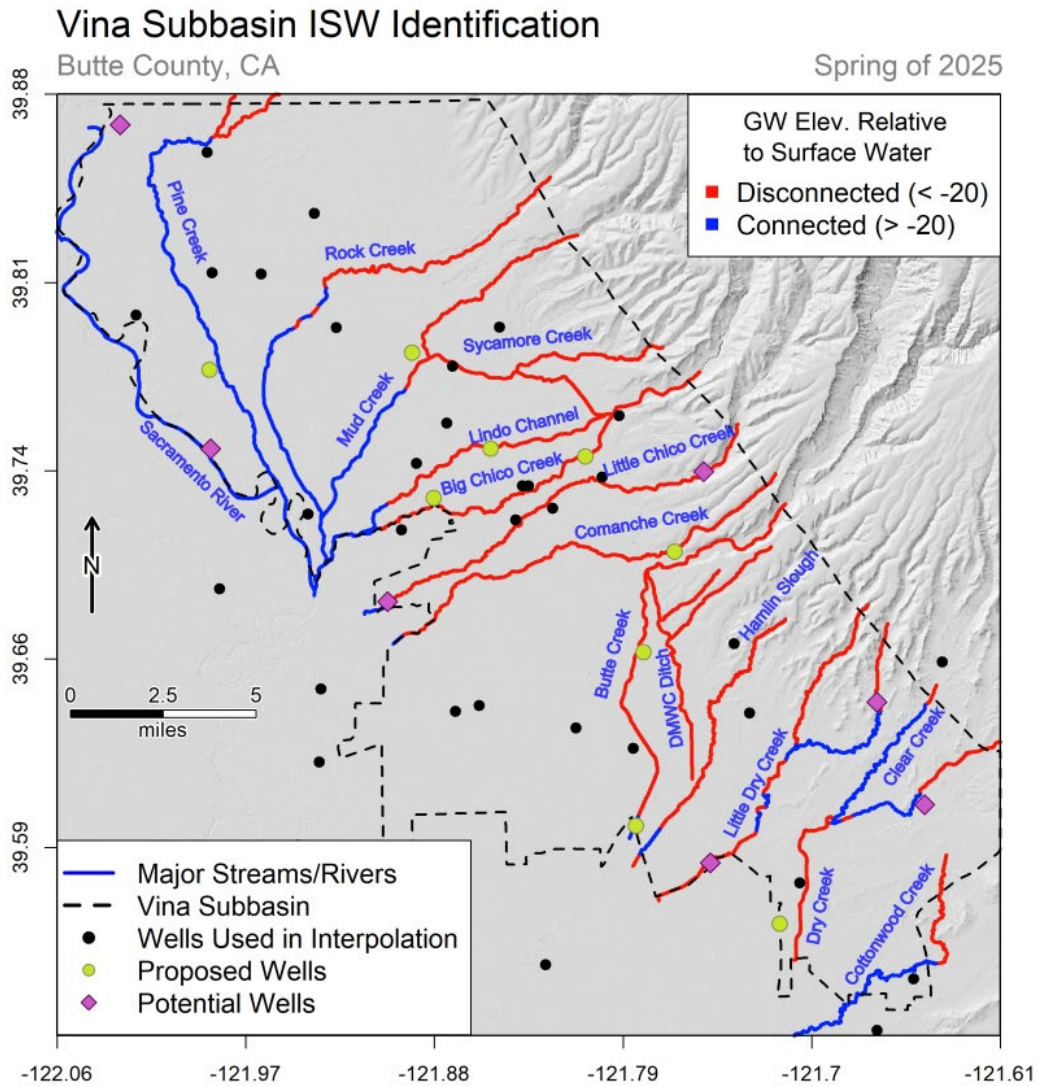 Vina Subbasin ISW Identification
Butte County, CA
Spring of 2025
39.88
39.81
39.74
39.66
39.59
GW Elev. Relative
to Surface Water
Disconnected (< -20)
Connected (> -20)
Pine Creek
Rock Creek
Sycamore Creek
Mud Creek
Lindo Channel
Sacramento River
Big Chico Creek
Little Chico Creek
Comanche Creek
N
Hamlin Slough
Butte Creek
DMWC Ditch
0 2.5 5
miles
Clear Creek
Little Dry Creek
Dry Creek
Cottonwood Creek
Major Streams/Rivers
Vina Subbasin
Wells Used in Interpolation
Proposed Wells
Potential Wells
-122.06 -121.97 -121.88 -121.79 -121.7 -121.61